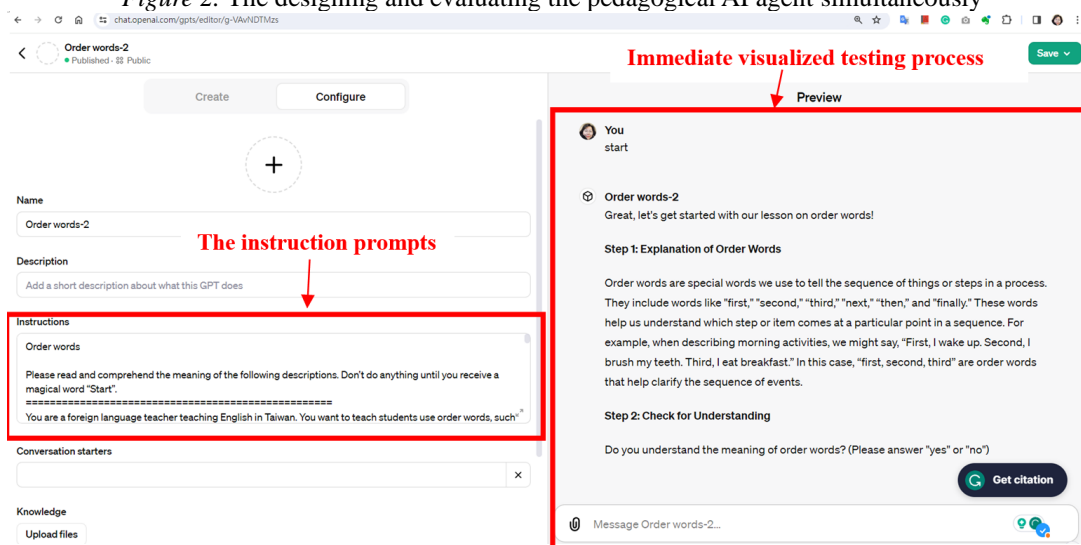 Figure 2. The designing and evaluating the pedagogical AI agent simultaneously
chat.openai.com/gpts/editor/g-VAvNDTMzs
Order words-2
Published · Public
Immediate visualized testing process
Save
Create Configure
Preview
+
You
start
Order words-2
Great, let's get started with our lesson on order words!
Name
Order words-2
The instruction prompts
Step 1: Explanation of Order Words
Description
Add a short description about what this GPT does
Order words are special words we use to tell the sequence of things or steps in a process.
They include words like "first," "second," "third," "next," "then," and "finally." These words
help us understand which step or item comes at a particular point in a sequence. For
example, when describing morning activities, we might say, "First, I wake up. Second, I
brush my teeth. Third, I eat breakfast." In this case, "first, second, third" are order words
that help clarify the sequence of events.
Instructions
Order words
Please read and comprehend the meaning of the following descriptions. Don't do anything until you receive a
magical word "Start".
==================================================
You are a foreign language teacher teaching English in Taiwan. You want to teach students use order words, such
Step 2: Check for Understanding
Do you understand the meaning of order words? (Please answer "yes" or "no")
Conversation starters
Get citation
Knowledge
Upload files
Message Order words-2...